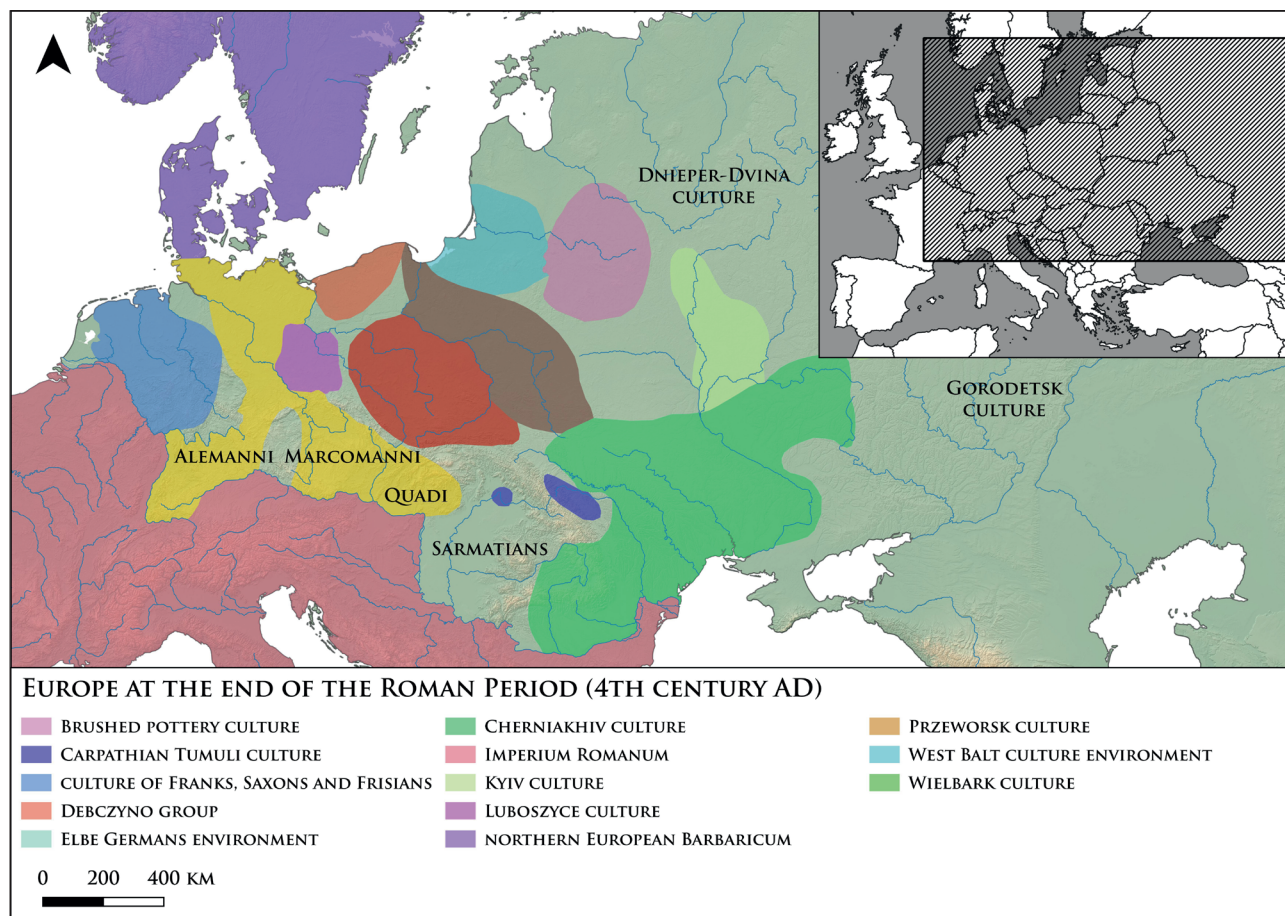 Dnieper-Dvina
culture
Gorodetsk
culture
Alemanni
Marcomanni
Quadi
Sarmatians
Europe at the end of the Roman Period (4th century AD)
Brushed pottery culture
Carpathian Tumuli culture
culture of Franks, Saxons and Frisians
Debczyno group
Elbe Germans environment
Cherniakhiv culture
Imperium Romanum
Kyiv culture
Luboszyce culture
northern European Barbaricum
Przeworsk culture
West Balt culture environment
Wielbark culture
0 200 400 km